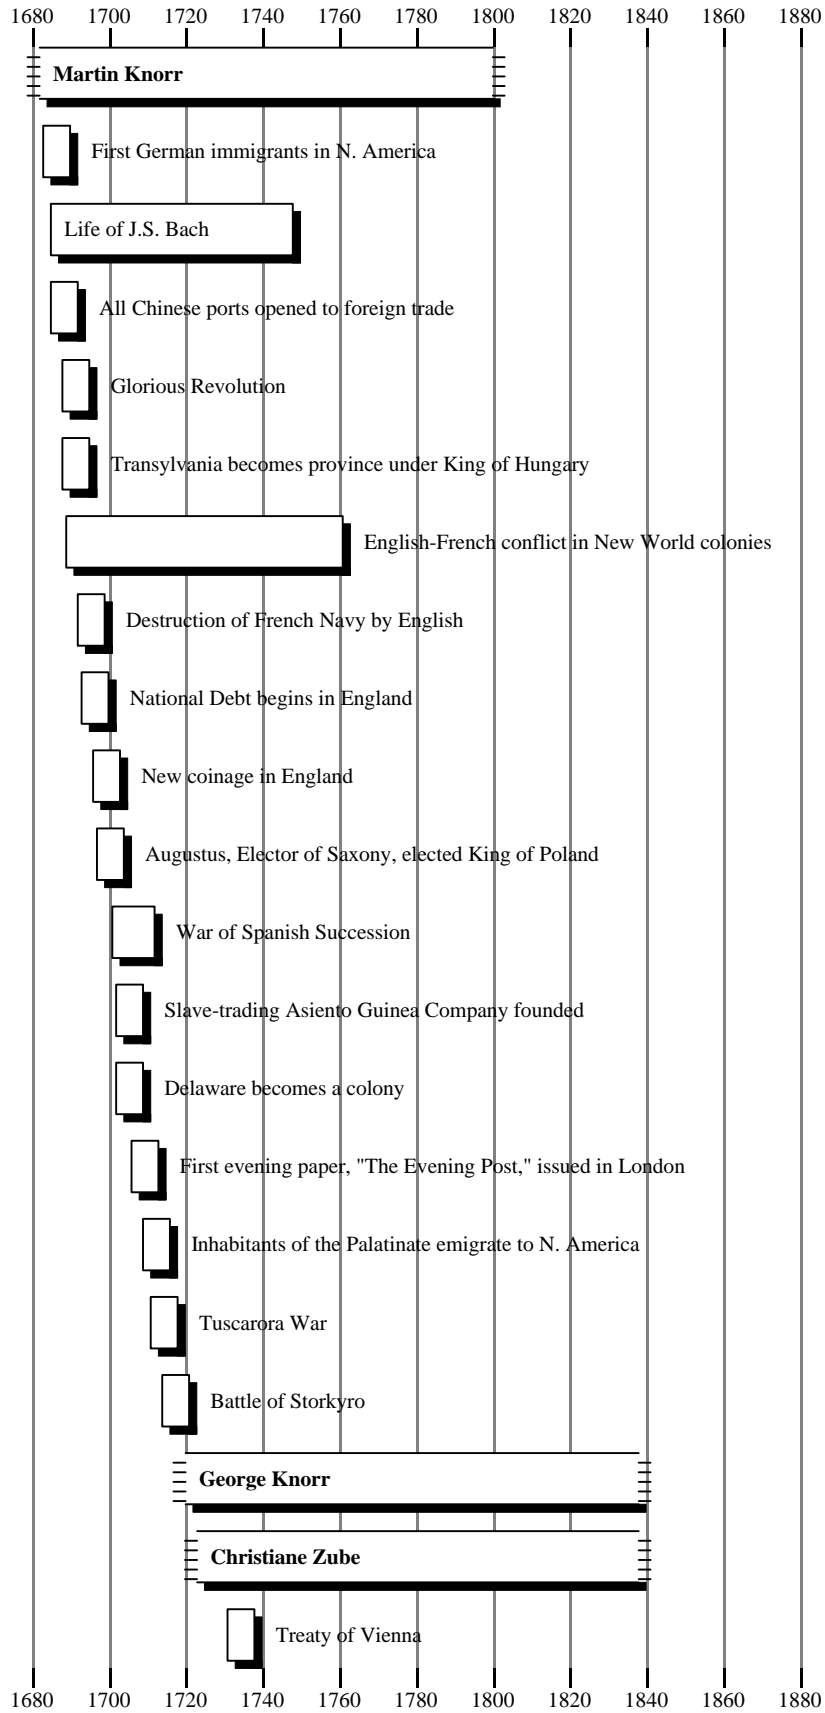 1680 1700 1720 1740 1760 1780 1800 1820 1840 1860 1880
Martin Knorr
First German immigrants in N. America
Life of J.S. Bach
All Chinese ports opened to foreign trade
Glorious Revolution
Transylvania becomes province under King of Hungary
English-French conflict in New World colonies
Destruction of French Navy by English
National Debt begins in England
New coinage in England
Augustus, Elector of Saxony, elected King of Poland
War of Spanish Succession
Slave-trading Asiento Guinea Company founded
Delaware becomes a colony
First evening paper, "The Evening Post," issued in London
Inhabitants of the Palatinate emigrate to N. America
Tuscarora War
Battle of Storkyro
George Knorr
Christiane Zube
Treaty of Vienna
1680 1700 1720 1740 1760 1780 1800 1820 1840 1860 1880